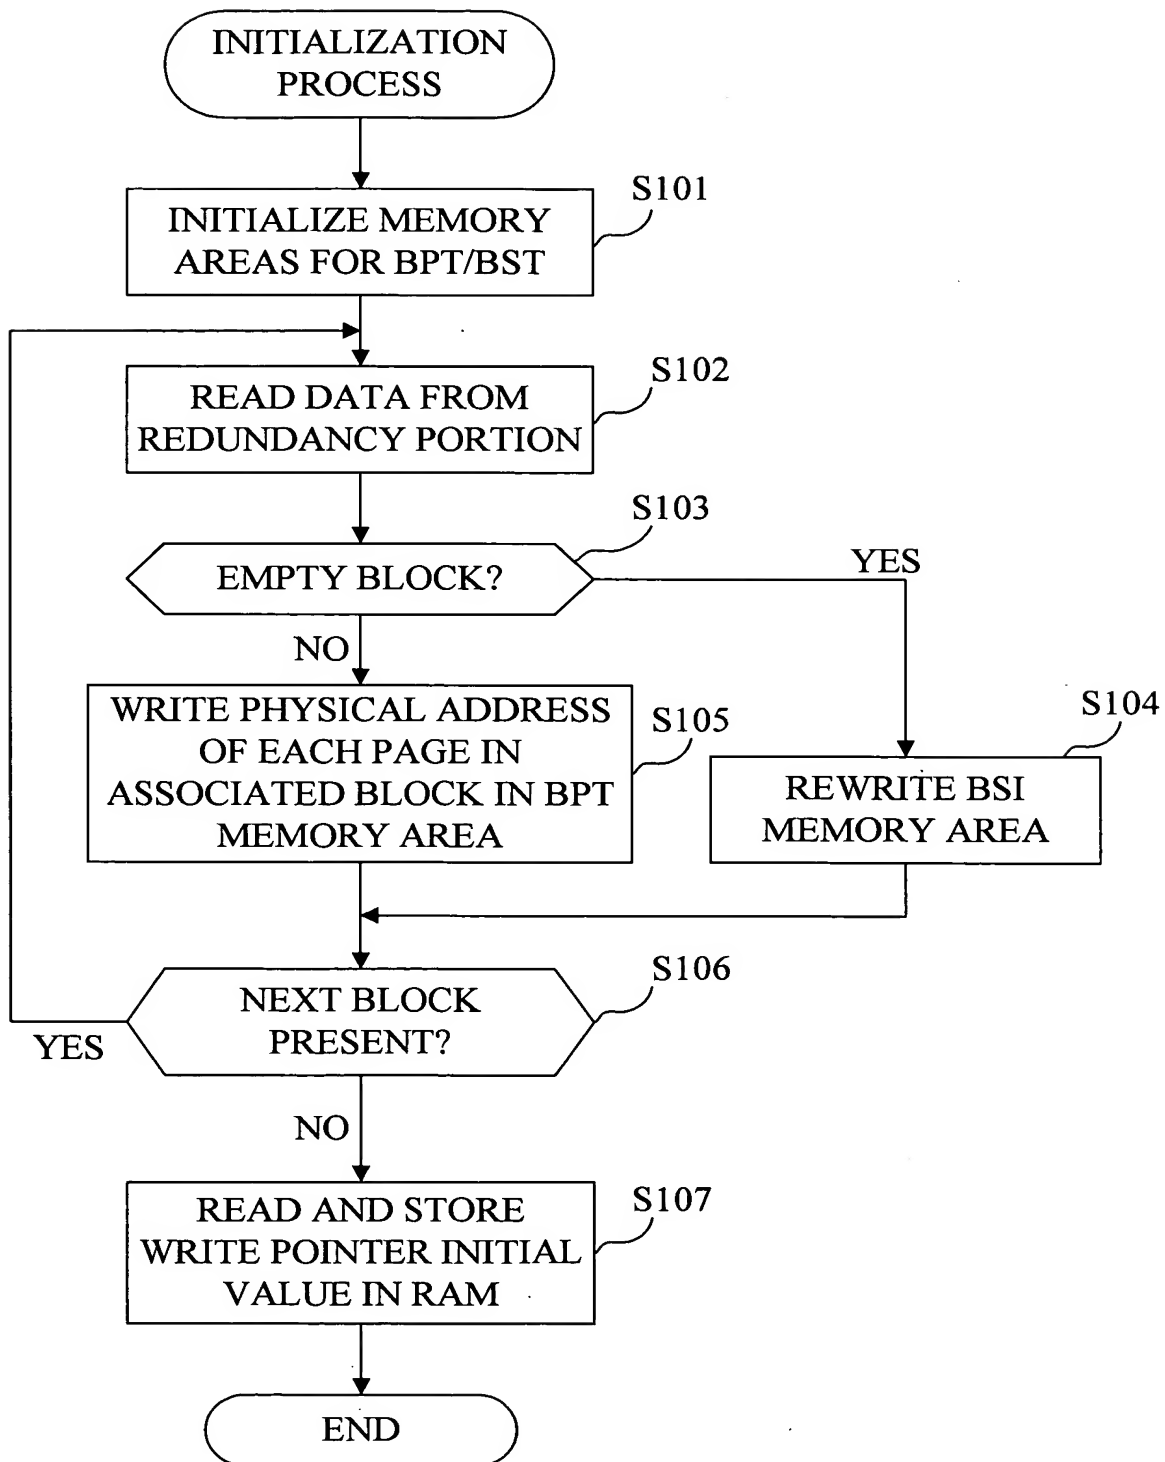 INITIALIZATION
PROCESS
S101
INITIALIZE MEMORY
AREAS FOR BPT/BST
S102
READ DATA FROM
REDUNDANCY PORTION
S103
EMPTY BLOCK?
YES
NO
WRITE PHYSICAL ADDRESS
OF EACH PAGE IN
ASSOCIATED BLOCK IN BPT
MEMORY AREA
S105
S104
REWRITE BSI
MEMORY AREA
S106
NEXT BLOCK
PRESENT?
YES
NO
S107
READ AND STORE
WRITE POINTER INITIAL
VALUE IN RAM
END